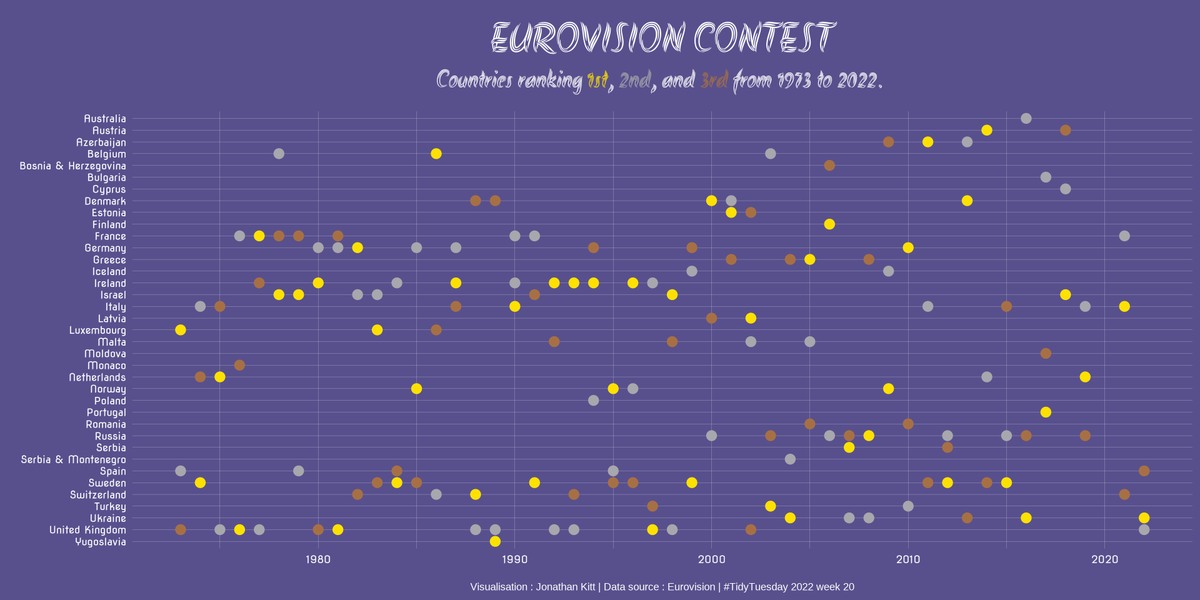 EUROVISION CONTEST
Countries ranking 1st, 2nd, and 3rd from 1973 to 2022.
Australia
Austria
Azerbaijan
Belgium
Bosnia & Herzegovina
Bulgaria
Cyprus
Denmark
Estonia
Finland
France
Germany
Greece
Iceland
Ireland
Israel
Italy
Latvia
Luxembourg
Malta
Moldova
Monaco
Netherlands
Norway
Poland
Portugal
Romania
Russia
Serbia
Serbia & Montenegro
Spain
Sweden
Switzerland
Turkey
Ukraine
United Kingdom
Yugoslavia
1980 1990 2000 2010 2020
Visualisation : Jonathan Kitt | Data source : Eurovision | #TidyTuesday 2022 week 20